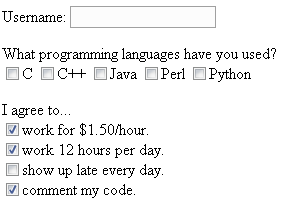 Username:
What programming languages have you used?
C C++ Java Perl Python
I agree to...
work for $1.50/hour.
work 12 hours per day.
show up late every day.
comment my code.